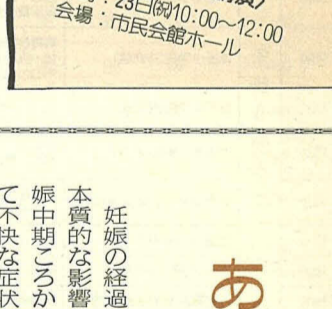 23日㈷10:00〜12:00
会場：市民会館ホール
あ
妊娠の経過
本質的な影響
娠中期ころか
て不快な症状